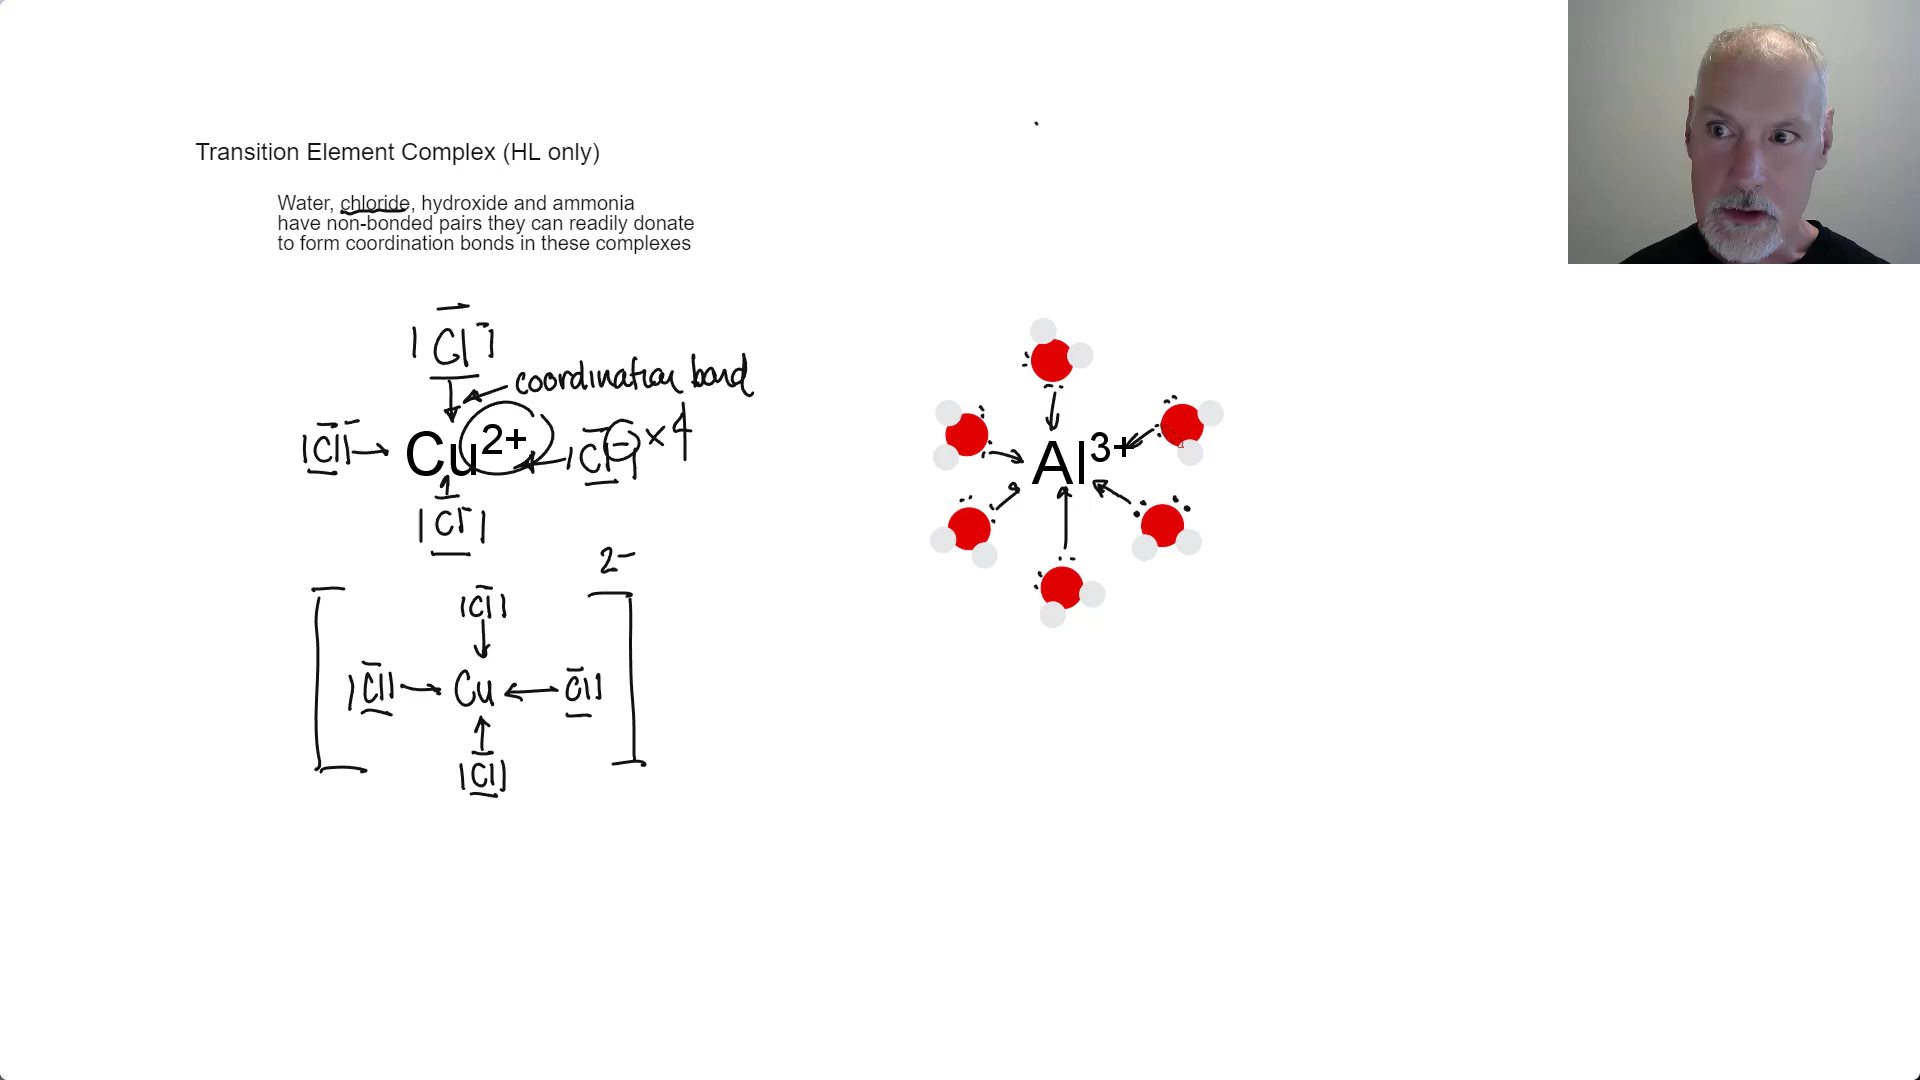 Transition Element Complex (HL only)
Water, chloride, hydroxide and ammonia
have non-bonded pairs they can readily donate
to form coordination bonds in these complexes
Cl⁻
coordination bond
Cl⁻ → Cu²⁺ ← Cl⁻ × 4
Cl⁻
2−
Cl
Cl → Cu ← Cl
Cl
Al³⁺